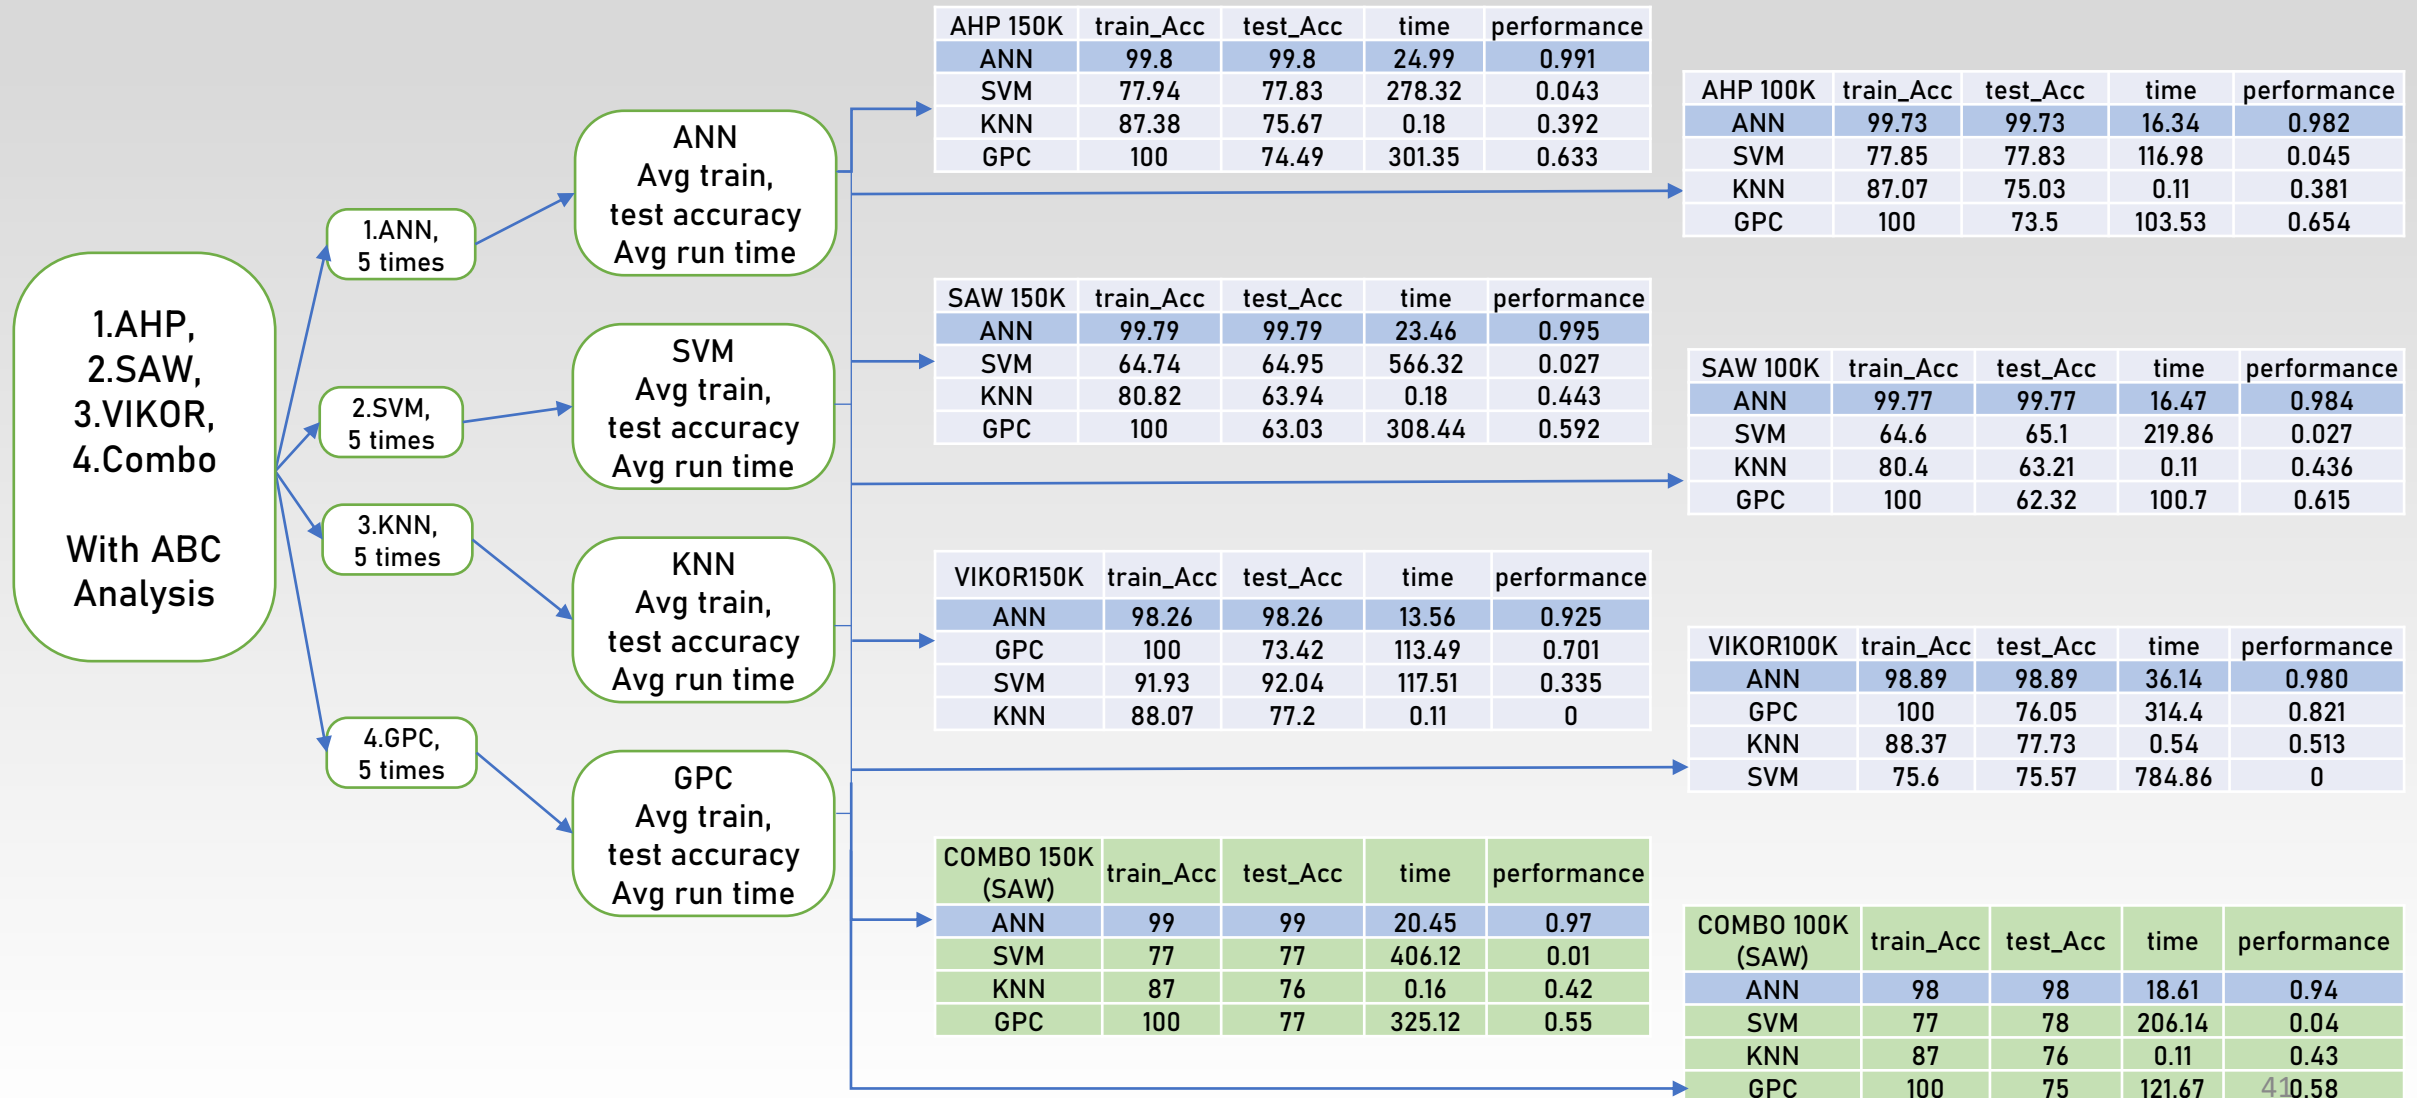 1.AHP,
2.SAW,
3.VIKOR,
4.Combo
With ABC
Analysis
1.ANN,
5 times
2.SVM,
5 times
3.KNN,
5 times
4.GPC,
5 times
ANN
Avg train,
test accuracy
Avg run time
SVM
Avg train,
test accuracy
Avg run time
KNN
Avg train,
test accuracy
Avg run time
GPC
Avg train,
test accuracy
Avg run time
AHP 150K train_Acc test_Acc time performance
ANN 99.8 99.8 24.99 0.991
SVM 77.94 77.83 278.32 0.043
KNN 87.38 75.67 0.18 0.392
GPC 100 74.49 301.35 0.633
AHP 100K train_Acc test_Acc time performance
ANN 99.73 99.73 16.34 0.982
SVM 77.85 77.83 116.98 0.045
KNN 87.07 75.03 0.11 0.381
GPC 100 73.5 103.53 0.654
SAW 150K train_Acc test_Acc time performance
ANN 99.79 99.79 23.46 0.995
SVM 64.74 64.95 566.32 0.027
KNN 80.82 63.94 0.18 0.443
GPC 100 63.03 308.44 0.592
SAW 100K train_Acc test_Acc time performance
ANN 99.77 99.77 16.47 0.984
SVM 64.6 65.1 219.86 0.027
KNN 80.4 63.21 0.11 0.436
GPC 100 62.32 100.7 0.615
VIKOR150K train_Acc test_Acc time performance
ANN 98.26 98.26 13.56 0.925
GPC 100 73.42 113.49 0.701
SVM 91.93 92.04 117.51 0.335
KNN 88.07 77.2 0.11 0
VIKOR100K train_Acc test_Acc time performance
ANN 98.89 98.89 36.14 0.980
GPC 100 76.05 314.4 0.821
KNN 88.37 77.73 0.54 0.513
SVM 75.6 75.57 784.86 0
COMBO 150K
(SAW) train_Acc test_Acc time performance
ANN 99 99 20.45 0.97
SVM 77 77 406.12 0.01
KNN 87 76 0.16 0.42
GPC 100 77 325.12 0.55
COMBO 100K
(SAW) train_Acc test_Acc time performance
ANN 98 98 18.61 0.94
SVM 77 78 206.14 0.04
KNN 87 76 0.11 0.43
GPC 100 75 121.67 0.58
41